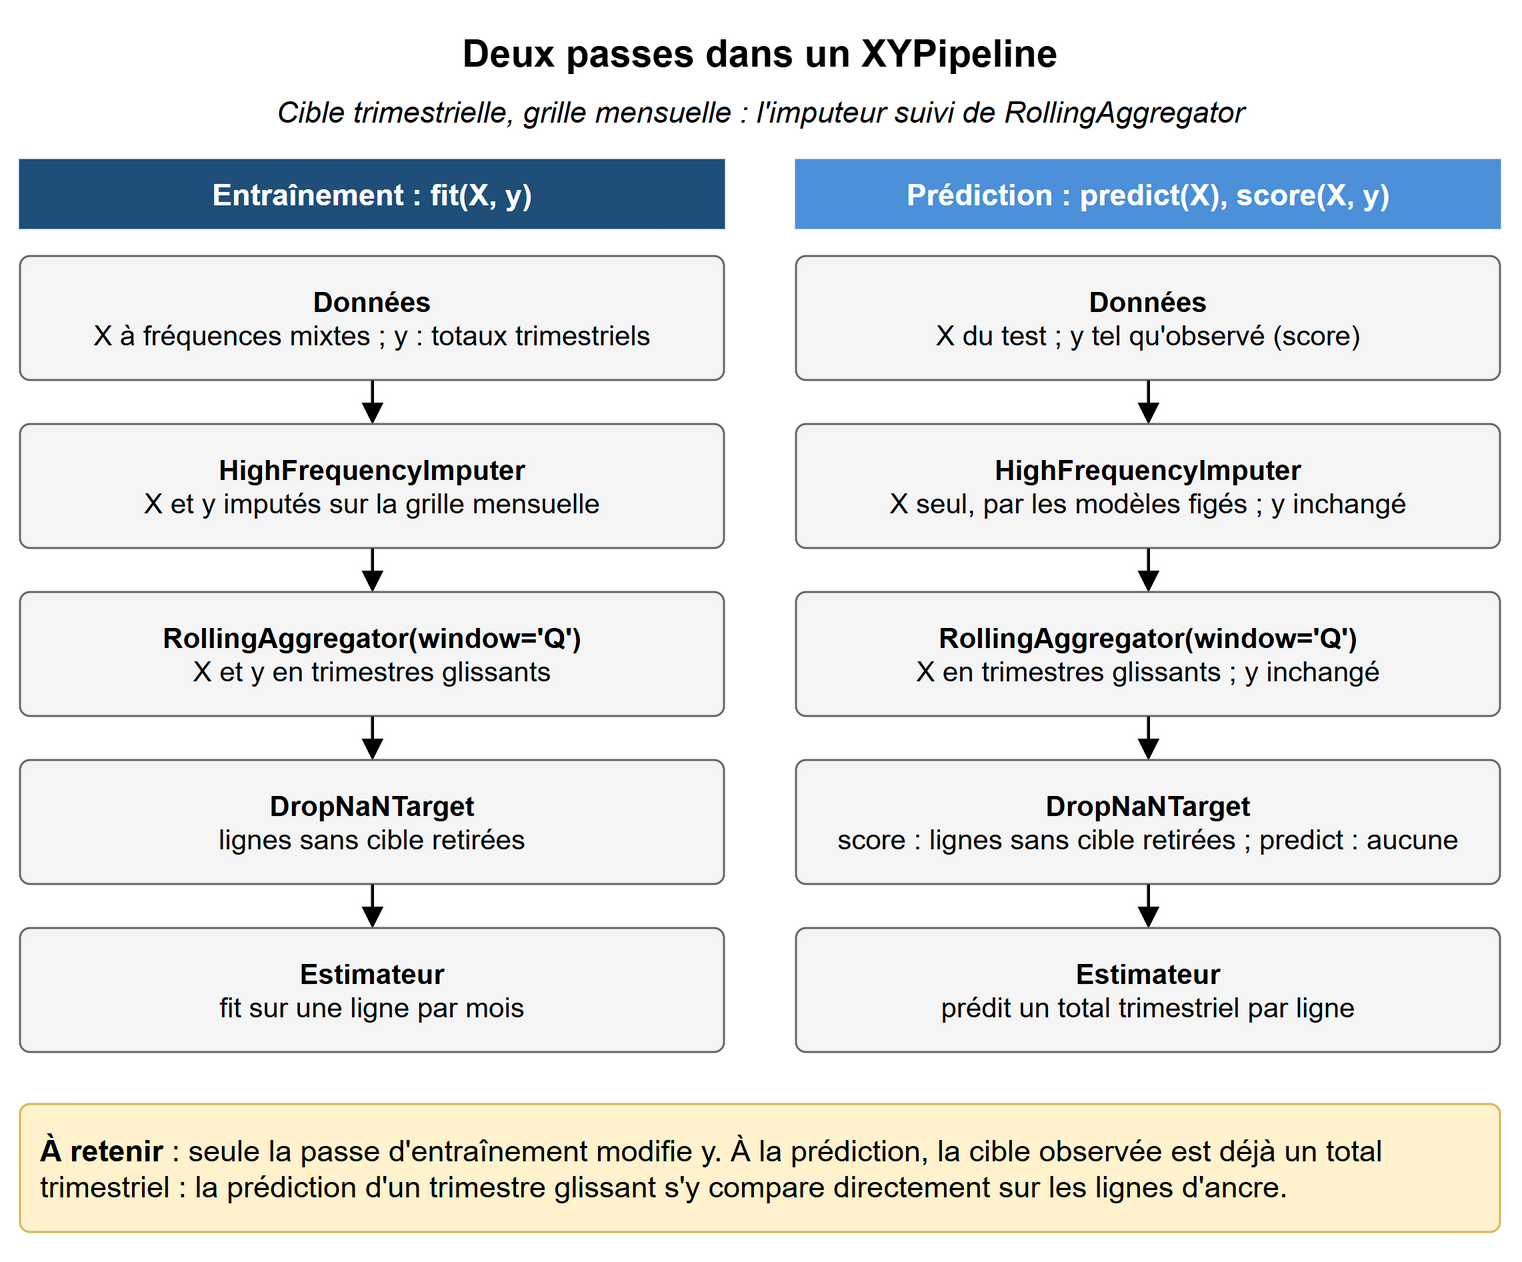 Deux passes dans un XYPipeline
Cible trimestrielle, grille mensuelle : l'imputeur suivi de RollingAggregator
Entraînement : fit(X, y)
Données
X à fréquences mixtes ; y : totaux trimestriels
HighFrequencyImputer
X et y imputés sur la grille mensuelle
RollingAggregator(window='Q')
X et y en trimestres glissants
DropNaNTarget
lignes sans cible retirées
Estimateur
fit sur une ligne par mois
Prédiction : predict(X), score(X, y)
Données
X du test ; y tel qu'observé (score)
HighFrequencyImputer
X seul, par les modèles figés ; y inchangé
RollingAggregator(window='Q')
X en trimestres glissants ; y inchangé
DropNaNTarget
score : lignes sans cible retirées ; predict : aucune
Estimateur
prédit un total trimestriel par ligne
À retenir : seule la passe d'entraînement modifie y. À la prédiction, la cible observée est déjà un total
trimestriel : la prédiction d'un trimestre glissant s'y compare directement sur les lignes d'ancre.